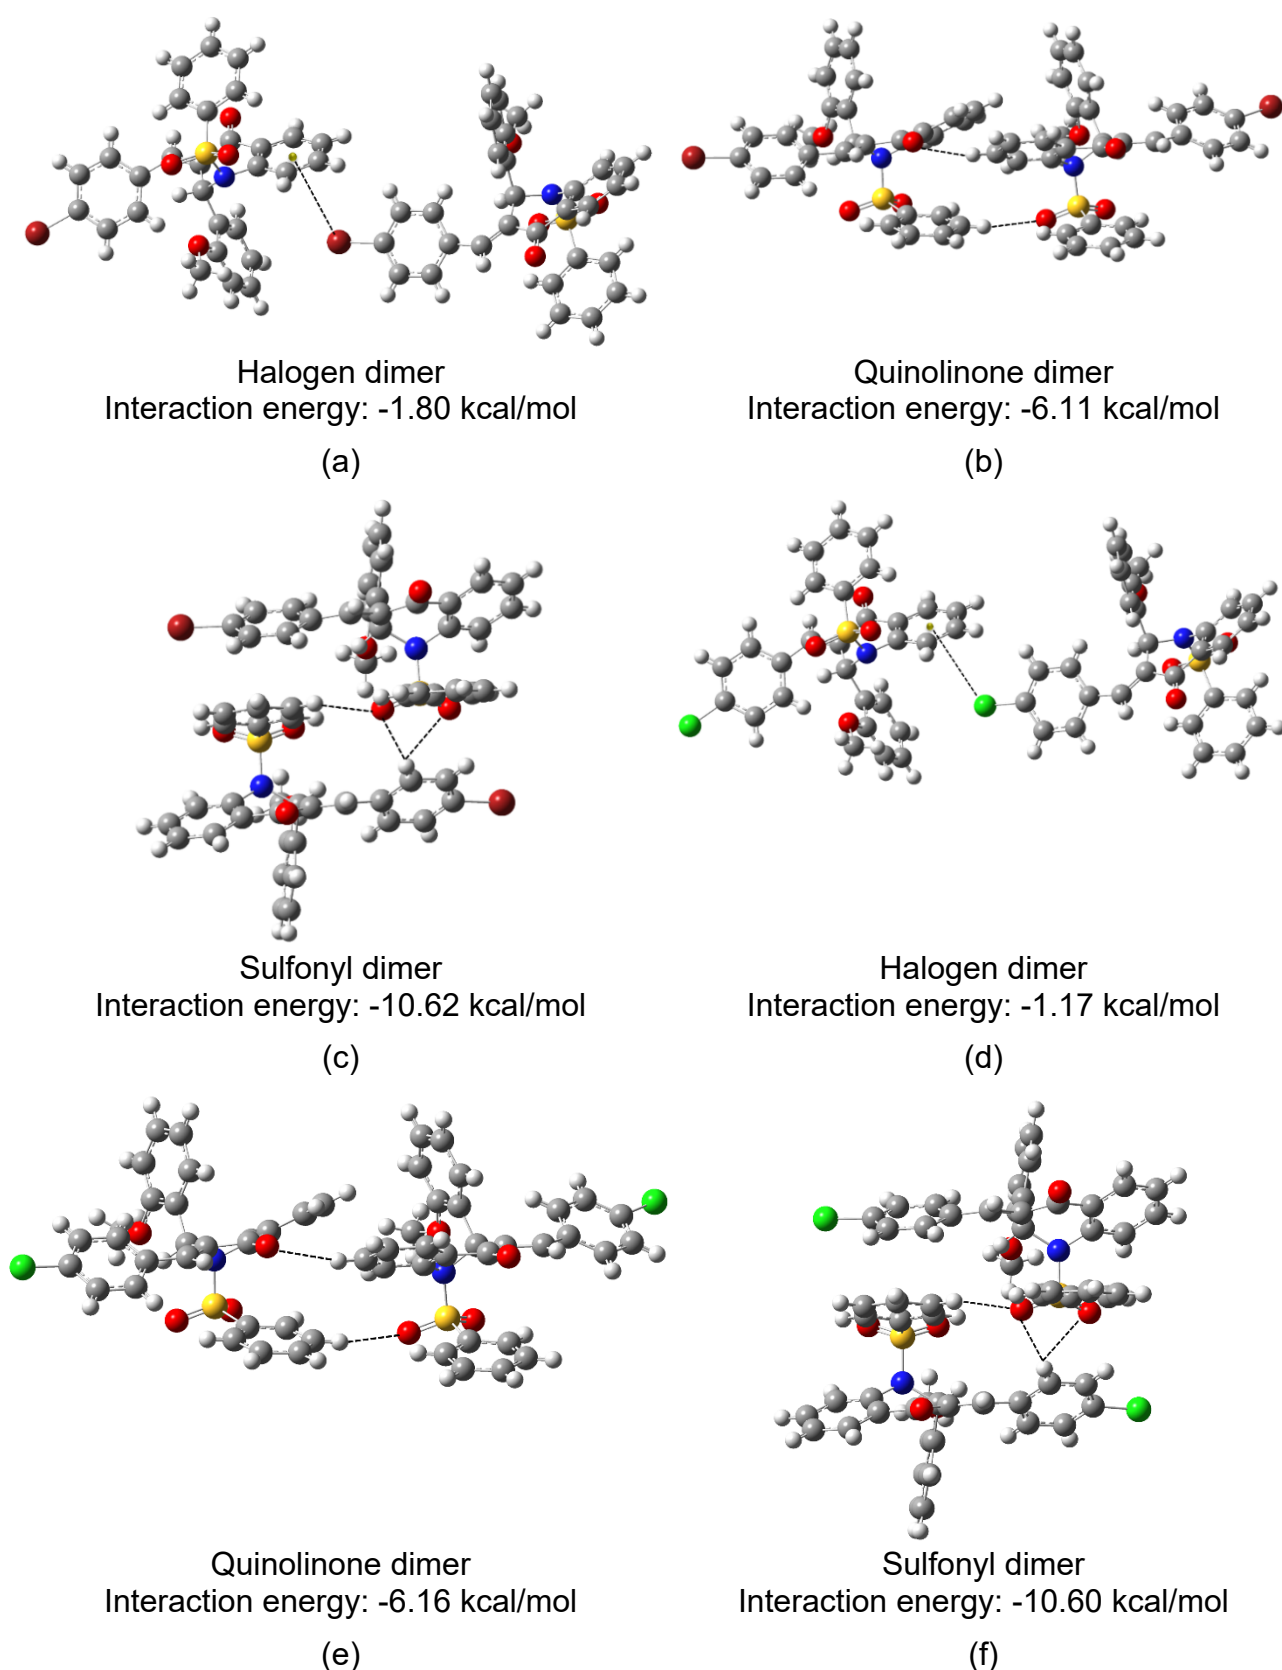 Halogen dimer
Interaction energy: -1.80 kcal/mol
(a)
Quinolinone dimer
Interaction energy: -6.11 kcal/mol
(b)
Sulfonyl dimer
Interaction energy: -10.62 kcal/mol
(c)
Halogen dimer
Interaction energy: -1.17 kcal/mol
(d)
Quinolinone dimer
Interaction energy: -6.16 kcal/mol
(e)
Sulfonyl dimer
Interaction energy: -10.60 kcal/mol
(f)